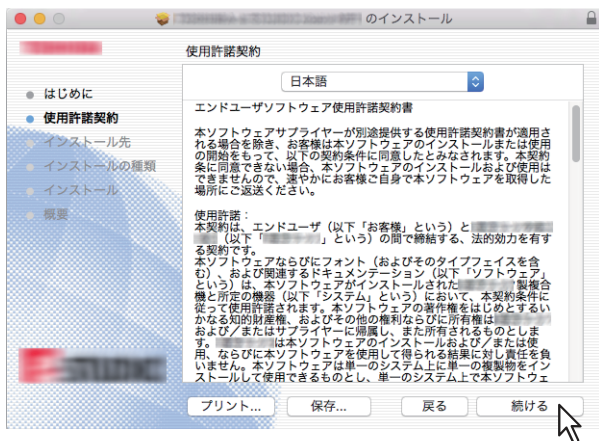 のインストール
使用許諾契約
日本語
はじめに
使用許諾契約
インストール先
インストールの種類
インストール
概要
エンドユーザソフトウェア使用許諾契約書
本ソフトウェアサプライヤーが別途提供する使用許諾契約書が適用さ
れる場合を除き、お客様は本ソフトウェアのインストールまたは使用
の開始をもって、以下の契約条件に同意したとみなされます。本契約
条に同意できない場合、本ソフトウェアのインストールおよび使用は
できませんので、速やかにお客様ご自身で本ソフトウェアを取得した
場所にご返送ください。
使用許諾：
本契約は、エンドユーザ（以下「お客様」という）と
（以下「 」という）の間で締結する、法的効力を有す
る契約です。
本ソフトウェアならびにフォント（およびそのタイプフェイスを含
む）、および関連するドキュメンテーション（以下「ソフトウェア」
という）は、本ソフトウェアがインストールされた 製複合
機と所定の機器（以下「システム」という）において、本契約条件に
従って使用許諾されます。本ソフトウェアの著作権をはじめとするい
かなる知的財産権、およびその他の権利ならびに所有権は
および／またはサプライヤーに帰属し、また所有されるものとしま
す。 は本ソフトウェアのインストールおよび／または使
用、ならびに本ソフトウェアを使用して得られる結果に対し責任を負
いません。本ソフトウェアは単一のシステム上に単一の複製物をイン
ストールして使用できるものとし、単一のシステム上で本ソフトウェ
プリント... 保存... 戻る 続ける